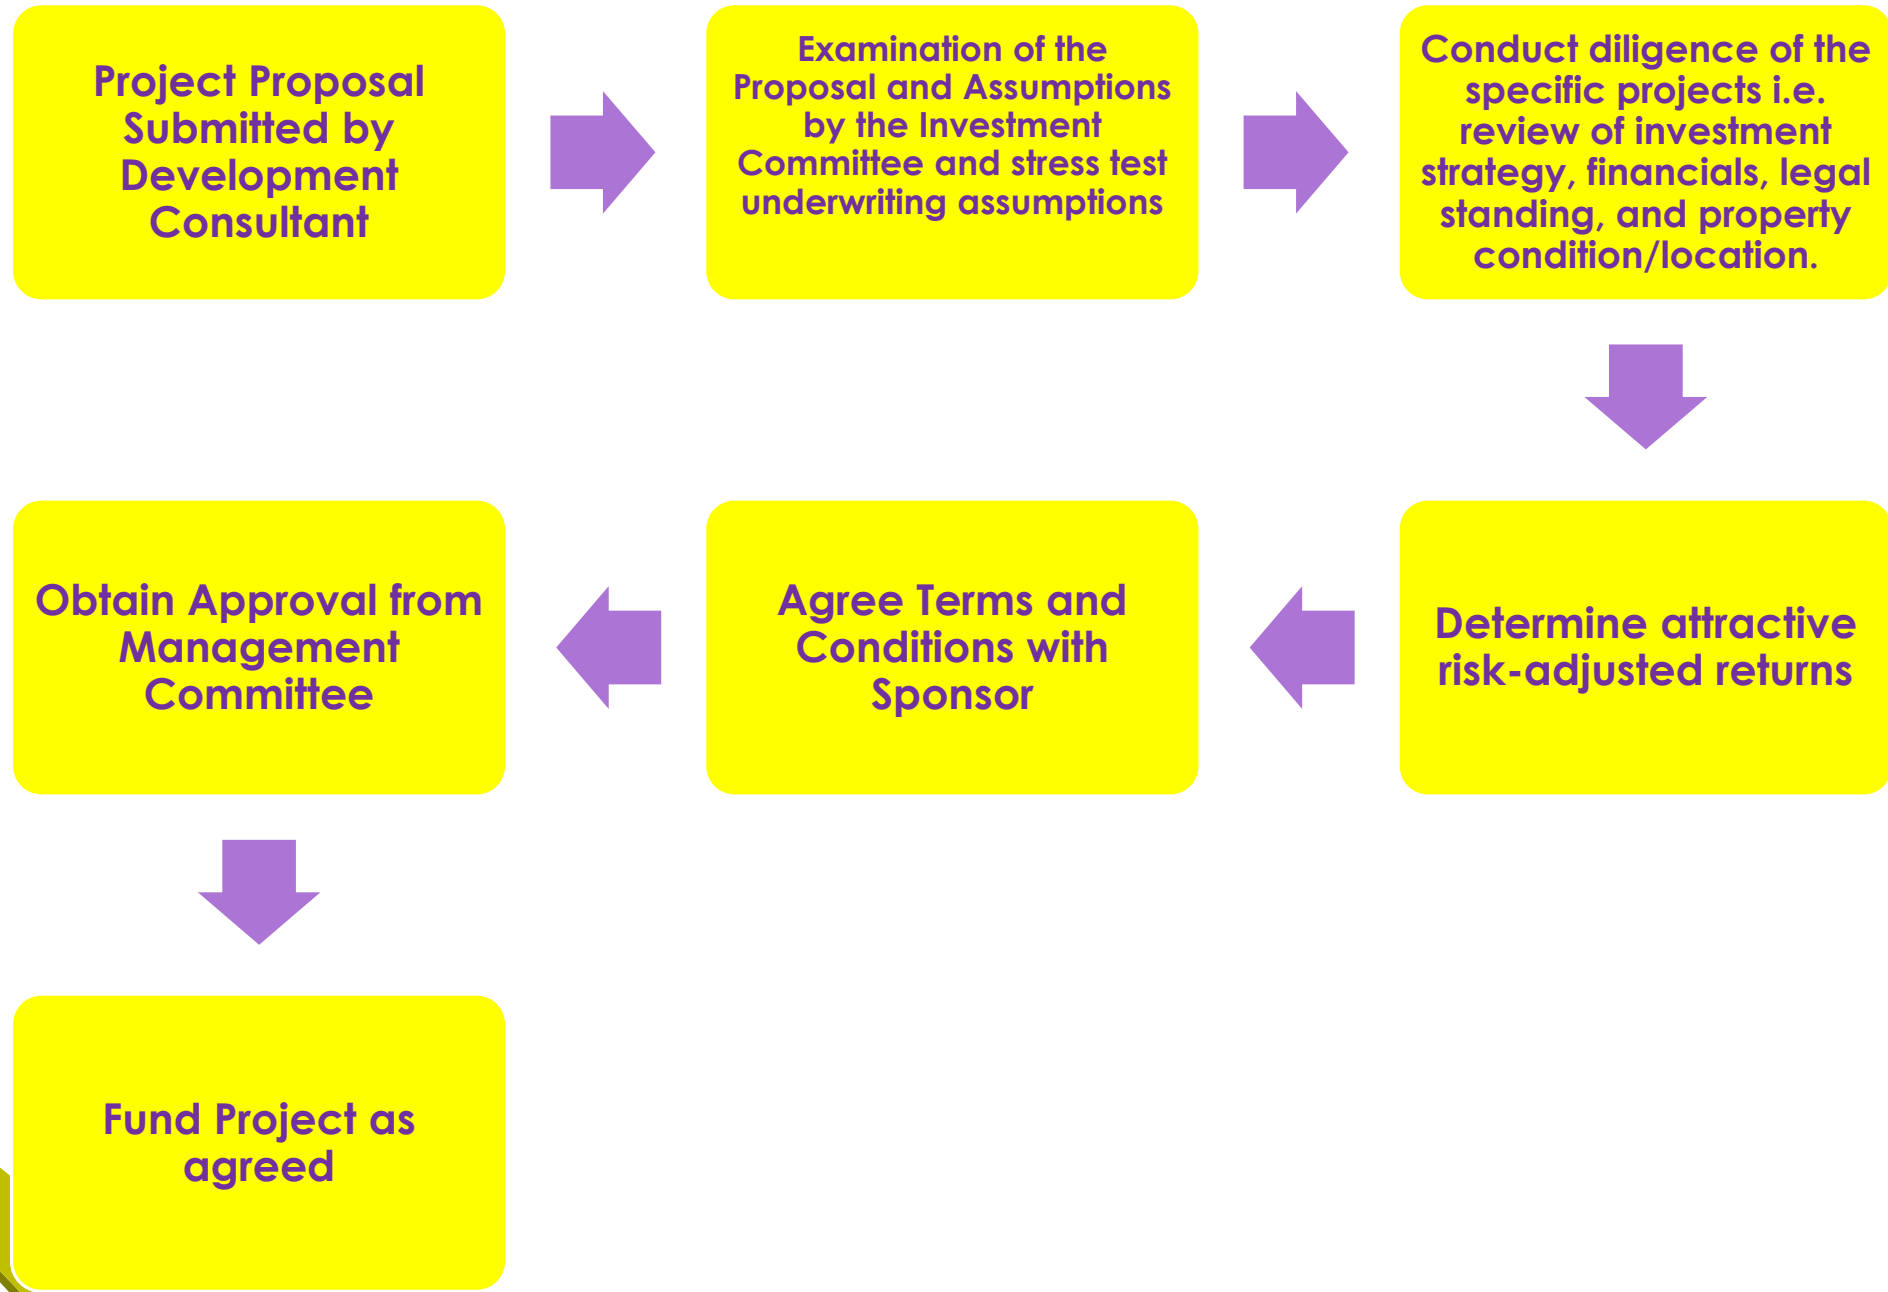 Project Proposal
Submitted by
Development
Consultant
Examination of the
Proposal and Assumptions
by the Investment
Committee and stress test
underwriting assumptions
Conduct diligence of the
specific projects i.e.
review of investment
strategy, financials, legal
standing, and property
condition/location.
Determine attractive
risk-adjusted returns
Agree Terms and
Conditions with
Sponsor
Obtain Approval from
Management
Committee
Fund Project as
agreed